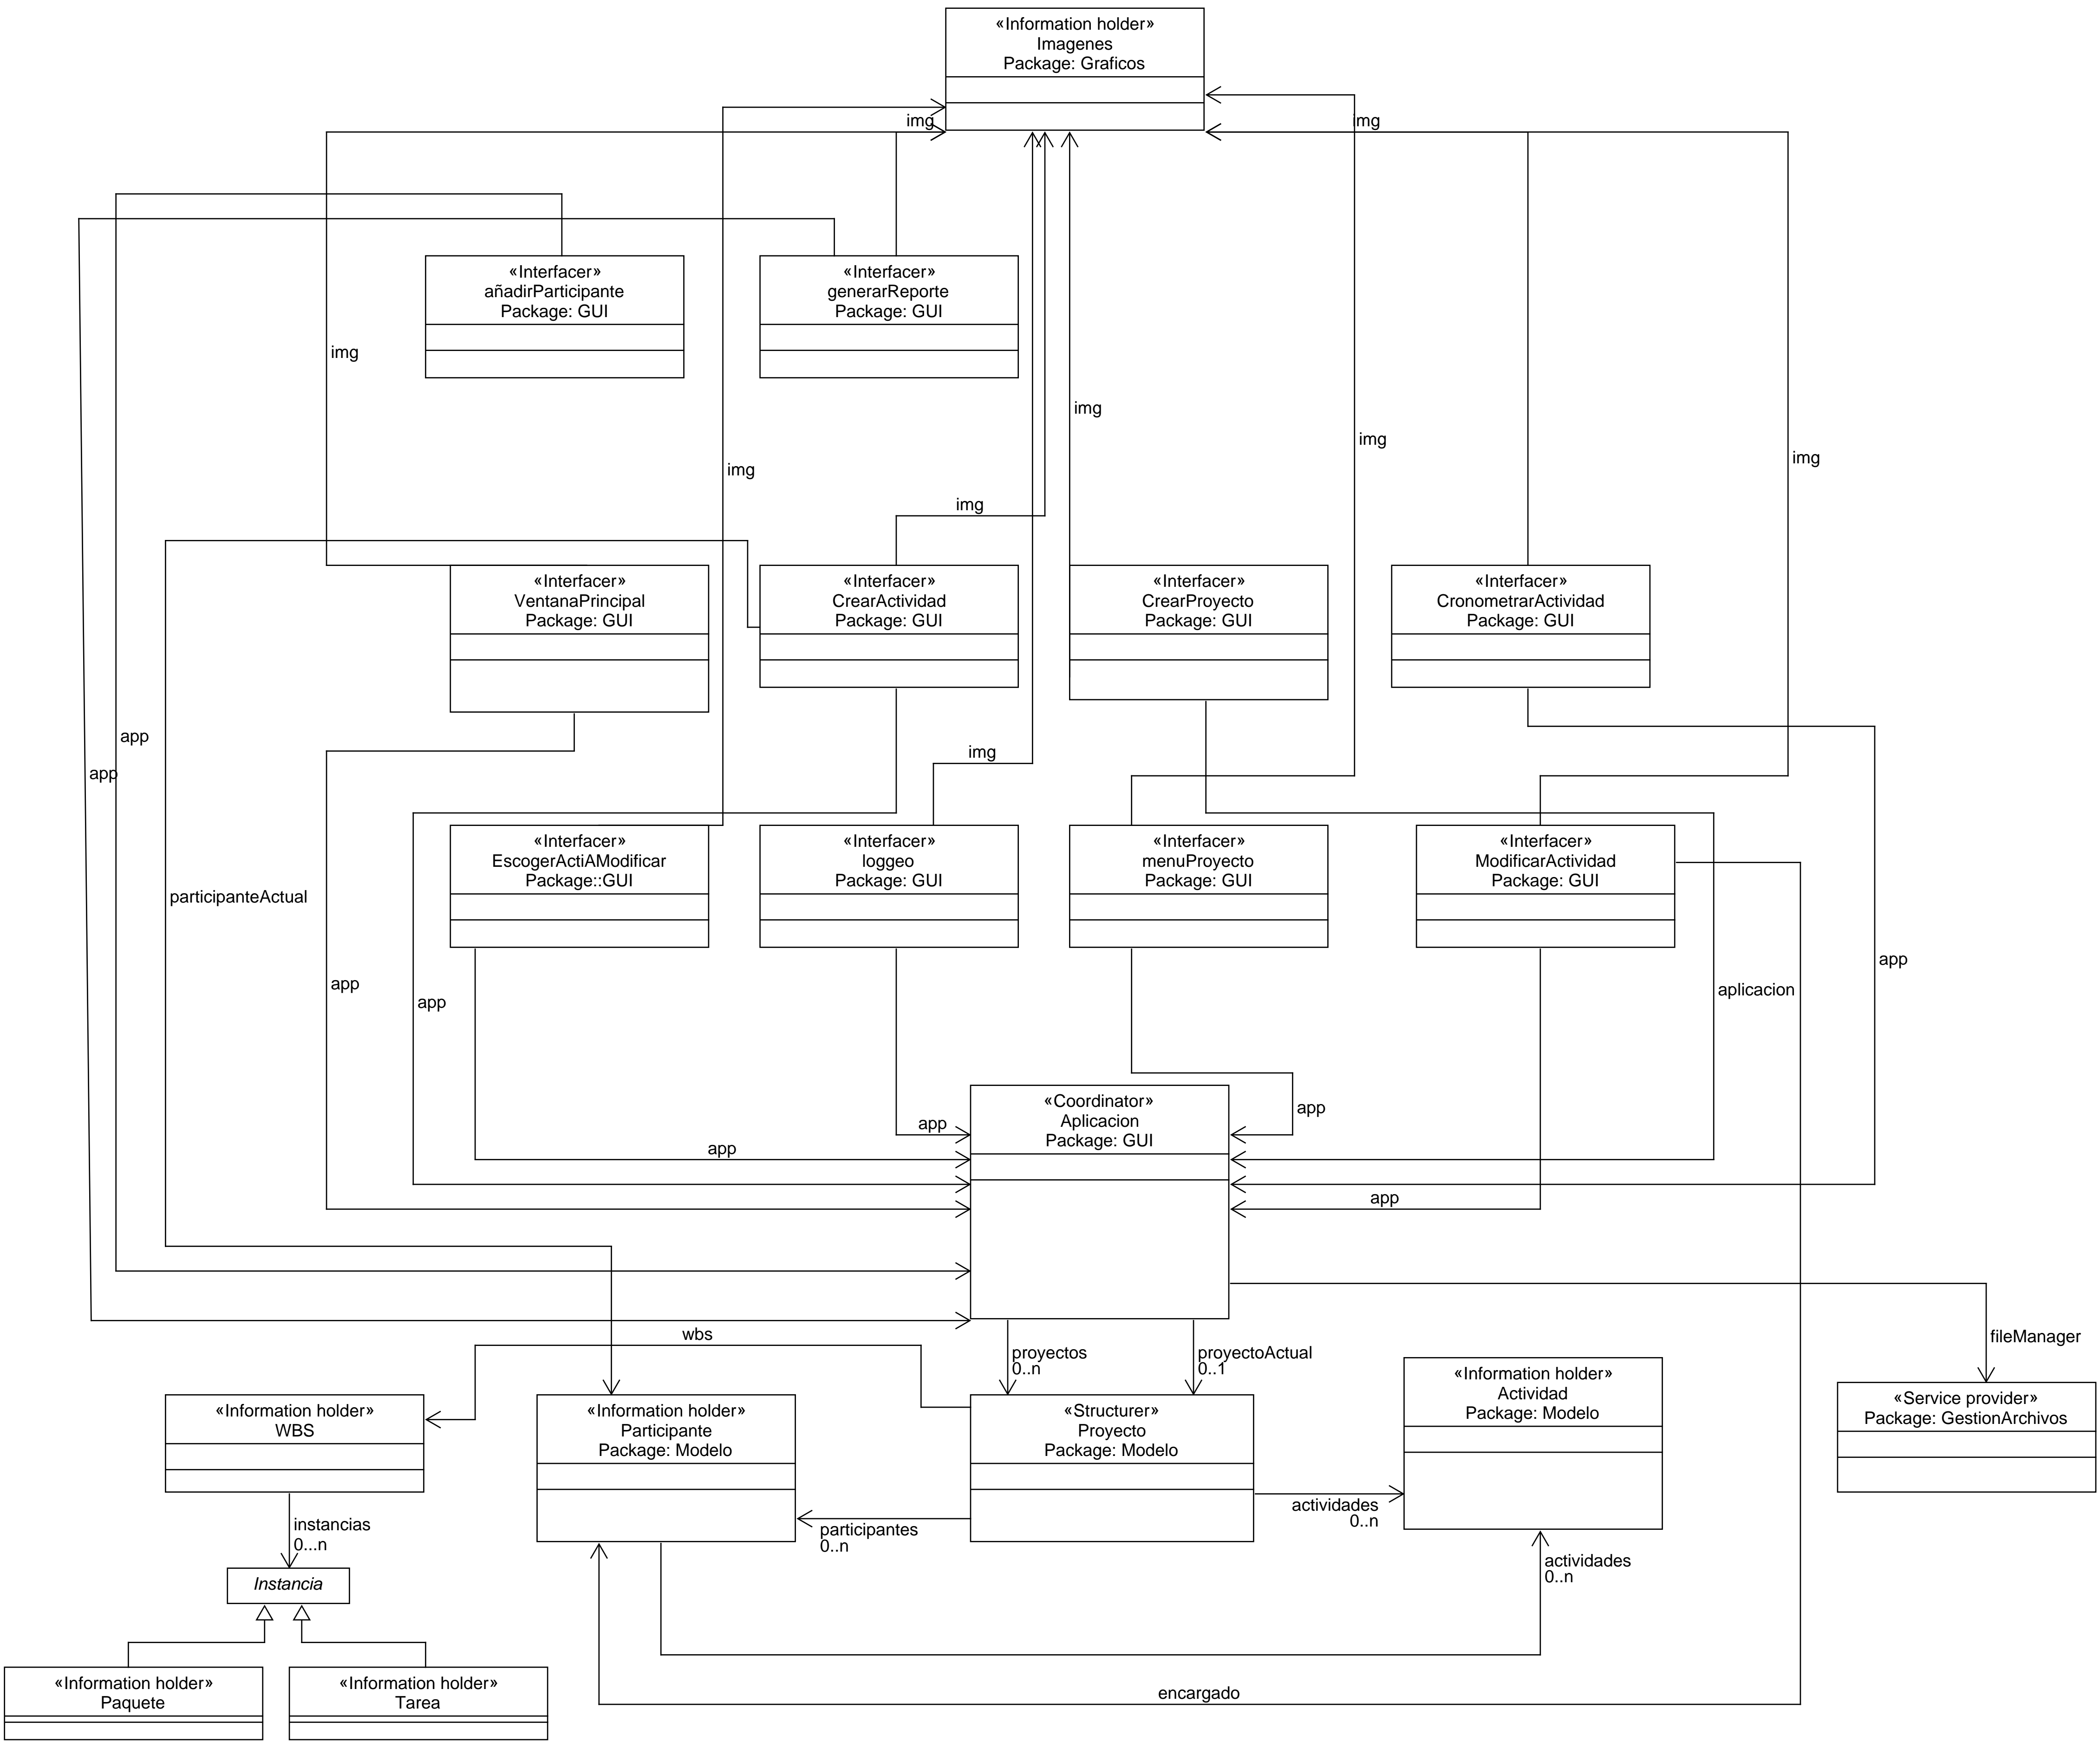 «Information holder»
Imagenes
Package: Graficos
img
img
«Interfacer»
añadirParticipante
Package: GUI
«Interfacer»
generarReporte
Package: GUI
img
img
img
img
img
img
«Interfacer»
VentanaPrincipal
Package: GUI
«Interfacer»
CrearActividad
Package: GUI
«Interfacer»
CrearProyecto
Package: GUI
«Interfacer»
CronometrarActividad
Package: GUI
app
app
img
«Interfacer»
EscogerActiAModificar
Package::GUI
«Interfacer»
loggeo
Package: GUI
«Interfacer»
menuProyecto
Package: GUI
«Interfacer»
ModificarActividad
Package: GUI
participanteActual
app
app
aplicacion
app
«Coordinator»
Aplicacion
Package: GUI
app
app
app
app
wbs
proyectos
0..n
proyectoActual
0..1
fileManager
«Information holder»
WBS
«Information holder»
Participante
Package: Modelo
«Structurer»
Proyecto
Package: Modelo
«Information holder»
Actividad
Package: Modelo
«Service provider»
Package: GestionArchivos
instancias
0...n
participantes
0..n
actividades
0..n
actividades
0..n
Instancia
«Information holder»
Paquete
«Information holder»
Tarea
encargado